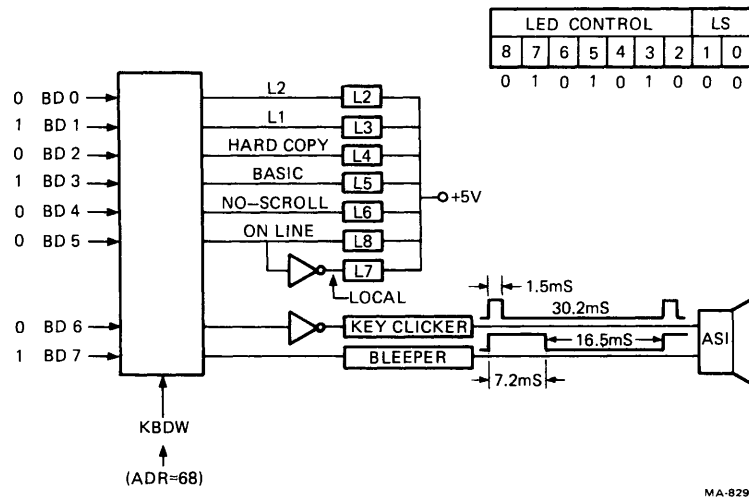 LED CONTROL LS
8 7 6 5 4 3 2 1 0
0 1 0 1 0 1 0 0 0
0 BD 0 L2 L2
1 BD 1 L1 L3
0 BD 2 HARD COPY L4
1 BD 3 BASIC L5
+5V
0 BD 4 NO-SCROLL L6
0 BD 5 ON LINE L8
L7
LOCAL
1.5mS
30.2mS
0 BD 6 KEY CLICKER
16.5mS
ASI
1 BD 7 BLEEPER
7.2mS
KBDW
(ADR=68)
MA-829